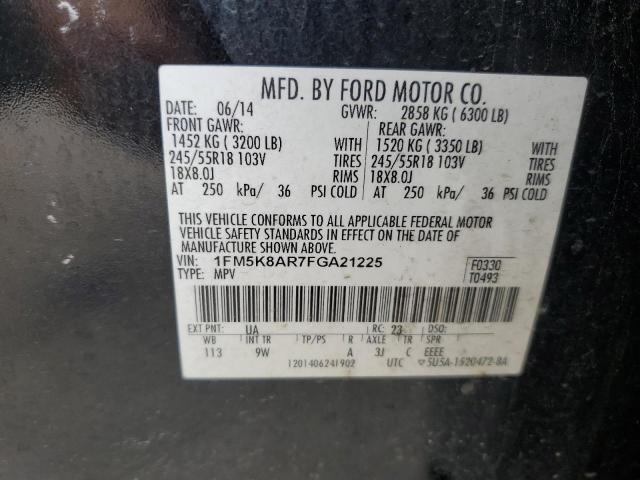 MFD. BY FORD MOTOR CO.
DATE: 06/14 GVWR: 2858 KG ( 6300 LB)
FRONT GAWR: REAR GAWR:
1452 KG ( 3200 LB) WITH 1520 KG ( 3350 LB) WITH
245/55R18 103V TIRES 245/55R18 103V TIRES
18X8.0J RIMS 18X8.0J RIMS
AT 250 kPa/ 36 PSI COLD AT 250 kPa/ 36 PSI COLD
THIS VEHICLE CONFORMS TO ALL APPLICABLE FEDERAL MOTOR
VEHICLE SAFETY STANDARDS IN EFFECT ON THE DATE OF
MANUFACTURE SHOWN ABOVE.
VIN: 1FM5K8AR7FGA21225 F0330
TYPE: MPV T0493
EXT PNT: UA RC: 23 DSO:
WB INT TR TP/PS R AXLE TR SPR
113 9W A 3J C EEEE
1201406241902 UTC 5U5A-1520472-BA